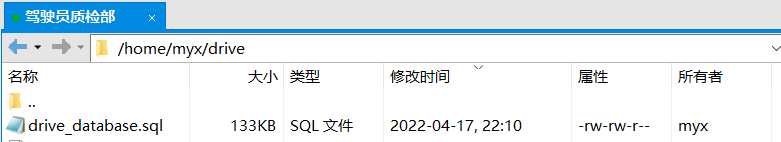 驾驶员质检部
/home/myx/drive
名称 大小 类型 修改时间 属性 所有者
..
drive_database.sql 133KB SQL 文件 2022-04-17, 22:10 -rw-rw-r-- myx